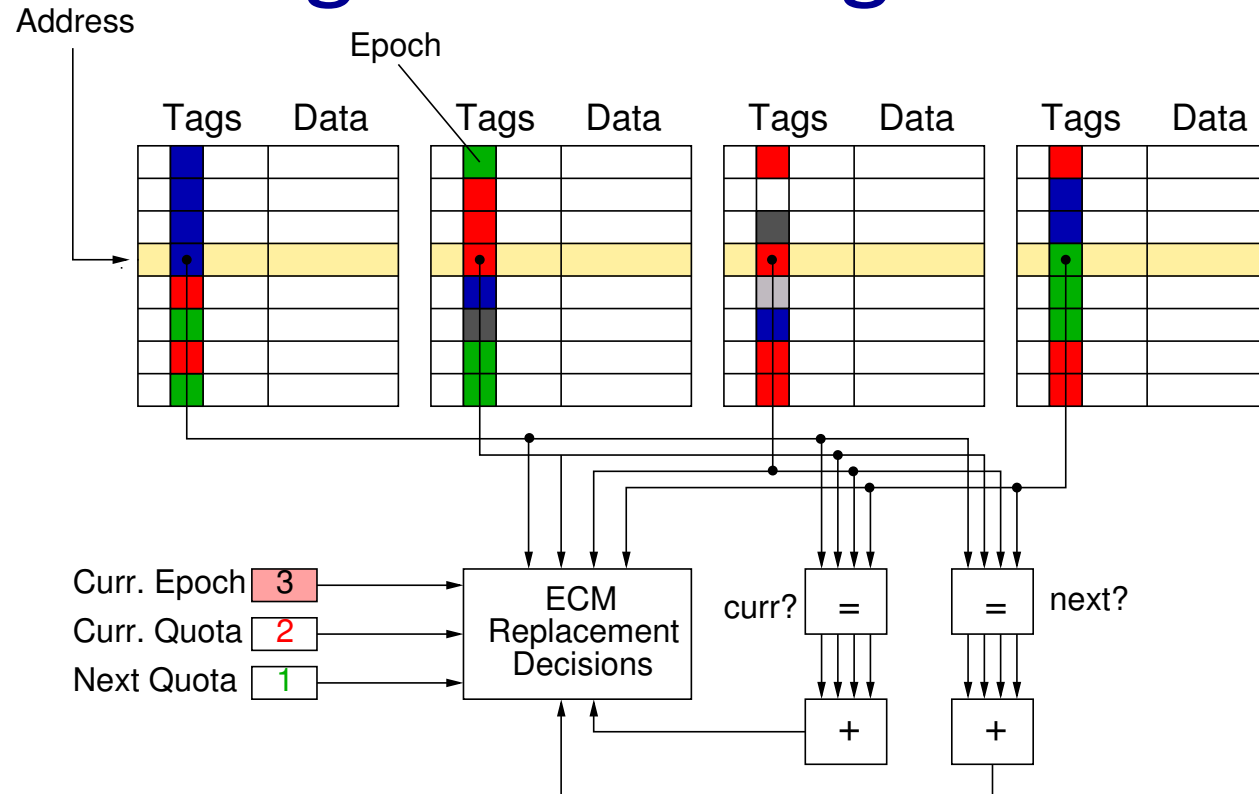 Address
Epoch
Tags Data Tags Data Tags Data Tags Data
Curr. Epoch 3
Curr. Quota 2
Next Quota 1
ECM
Replacement
Decisions
curr? =
= next?
+ +